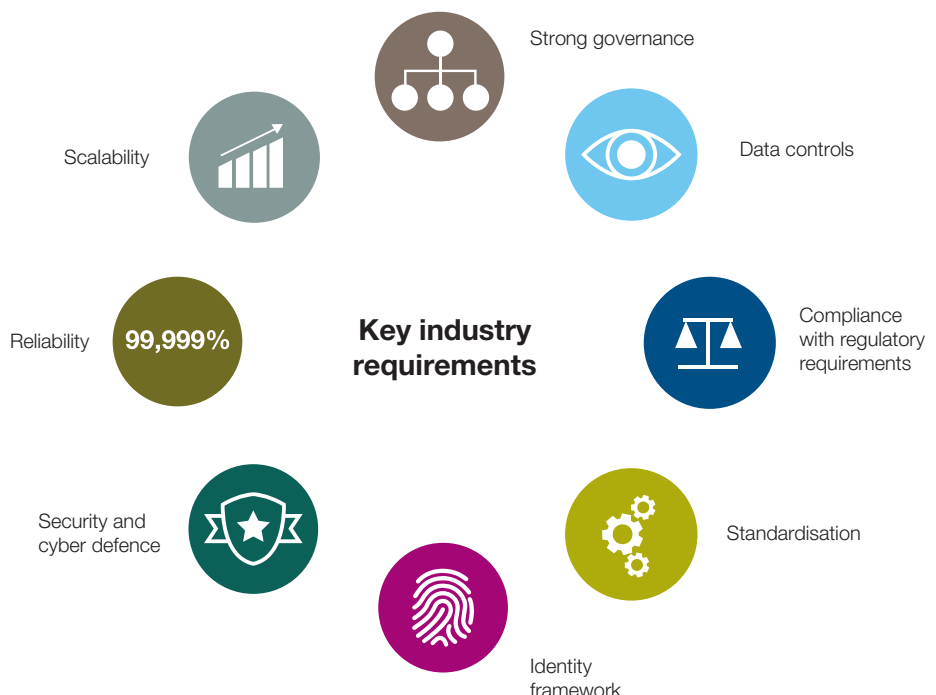 Strong governance
Data controls
Compliance
with regulatory
requirements
Standardisation
Identity
framework
Security and
cyber defence
Reliability
99,999%
Scalability
Key industry
requirements